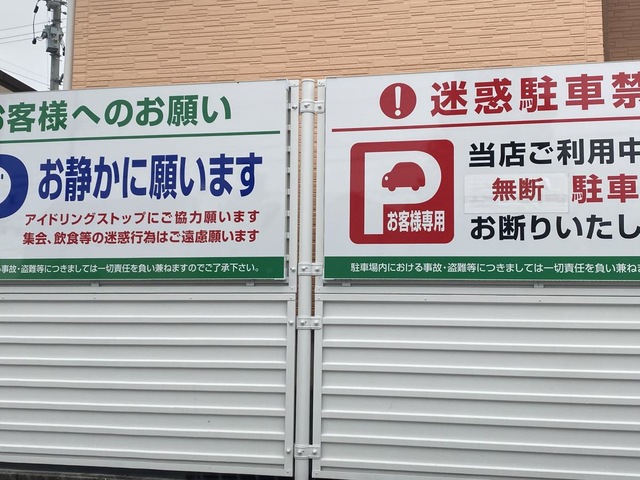 お客様へのお願い
お静かに願います
アイドリングストップにご協力願います
集会、飲食等の迷惑行為はご遠慮願います
事故・盗難等につきましては一切責任を負い兼ねますのでご了承下さい。
迷惑駐車禁
P
お客様専用
当店ご利用中
無断 駐車
お断りいたし
駐車場内における事故・盗難等につきましては一切責任を負い兼ね